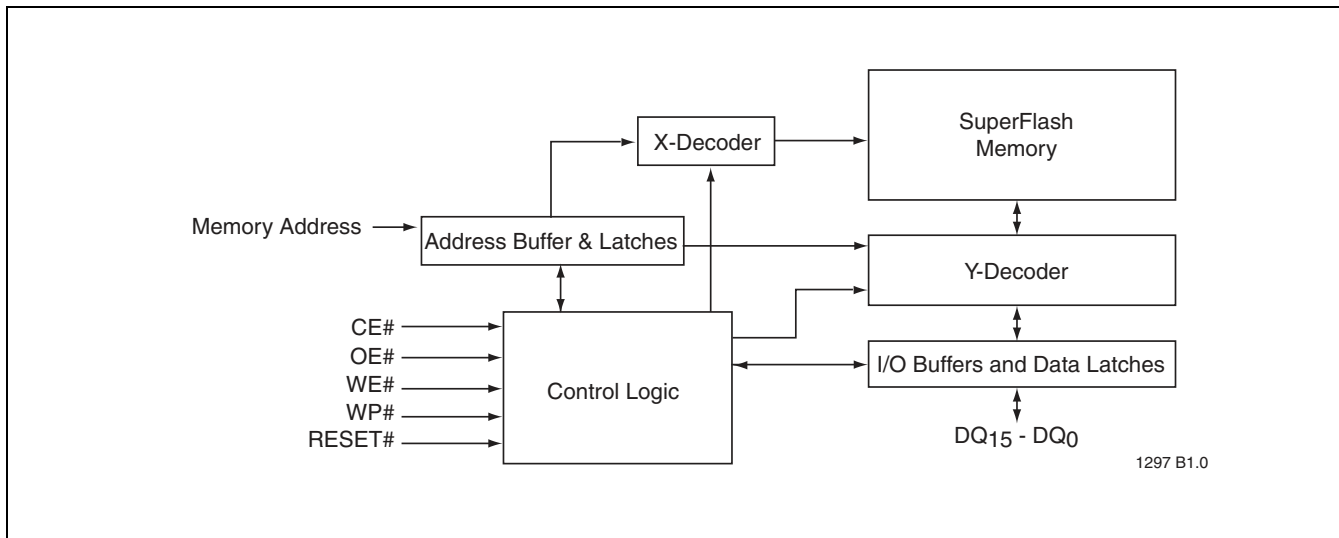 SuperFlash
Memory
X-Decoder
Memory Address
Address Buffer & Latches
Y-Decoder
CE#
OE#
WE#
WP#
RESET#
Control Logic
I/O Buffers and Data Latches
DQ15 - DQ0
1297 B1.0